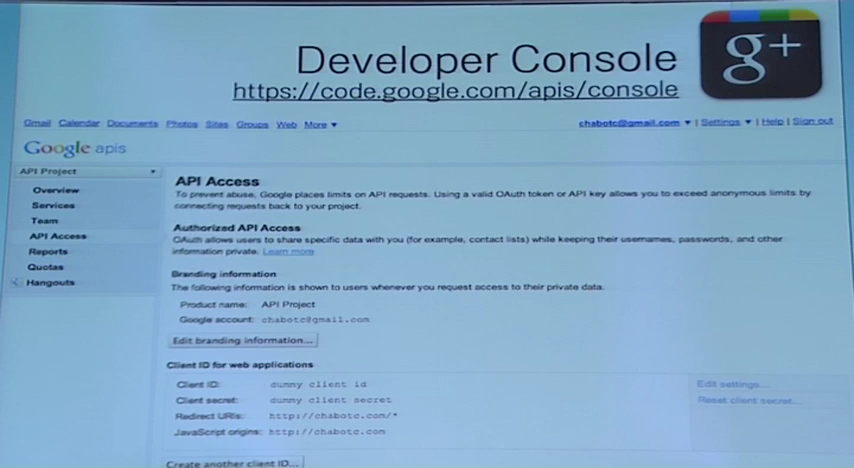 Developer Console
g+
https://code.google.com/apis/console
Gmail Calendar Documents Photos Sites Groups Web More ▼
chabotc@gmail.com ▼ | Settings ▼ | Help | Sign out
Google apis
API Project
Overview
Services
Team
API Access
Reports
Quotas
Hangouts
API Access
To prevent abuse, Google places limits on API requests. Using a valid OAuth token or API key allows you to exceed anonymous limits by
connecting requests back to your project.
Authorized API Access
OAuth allows users to share specific data with you (for example, contact lists) while keeping their usernames, passwords, and other
information private. Learn more
Branding information
The following information is shown to users whenever you request access to their private data.
Product name: API Project
Google account: chabotc@gmail.com
Edit branding information...
Client ID for web applications
Client ID: dummy client id
Client secret: dummy client secret
Redirect URIs: http://chabotc.com/*
JavaScript origins: http://chabotc.com
Edit settings...
Reset client secret...
Create another client ID...